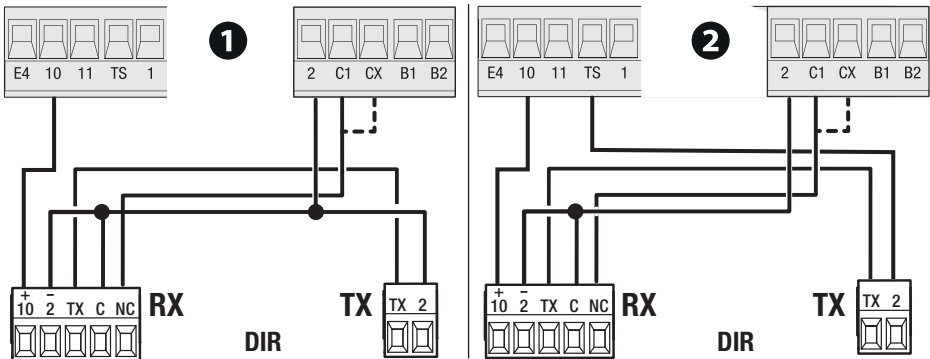 ❶
E4 10 11 TS 1
2 C1 CX B1 B2
+ −
10 2 TX C NC
RX
TX
TX 2
DIR
❷
E4 10 11 TS 1
2 C1 CX B1 B2
+ −
10 2 TX C NC
RX
TX
TX 2
DIR